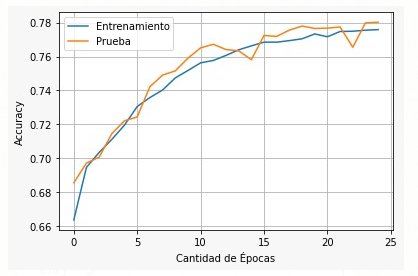 Entrenamiento
Prueba
0.78
0.76
0.74
0.72
0.70
0.68
0.66
Accuracy
0 5 10 15 20 25
Cantidad de Épocas